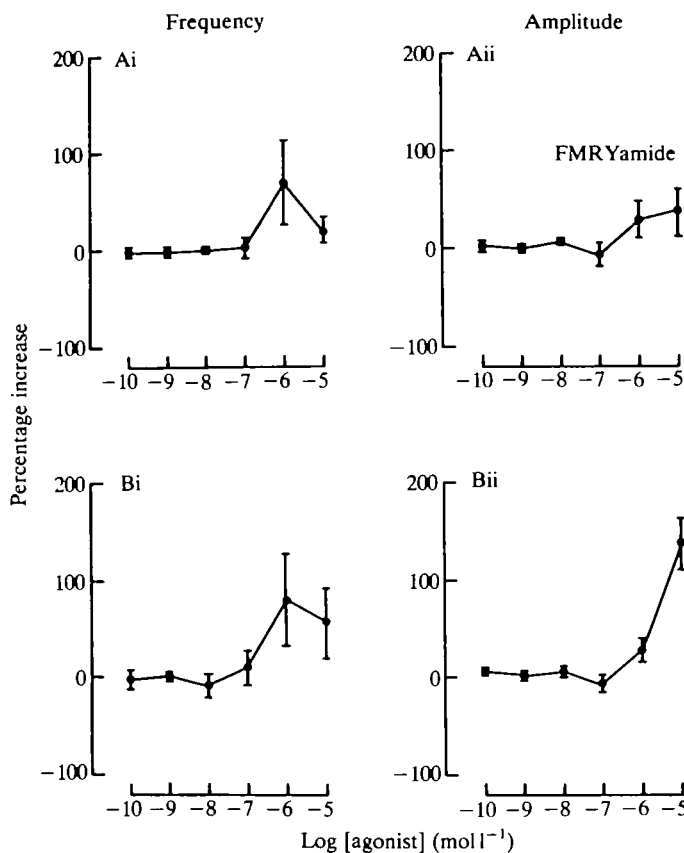 Frequency
Amplitude
Ai
200
100
0
−100
−10 −9 −8 −7 −6 −5
Aii
FMRYamide
200
100
0
−100
−10 −9 −8 −7 −6 −5
Percentage increase
Bi
200
100
0
−100
−10 −9 −8 −7 −6 −5
Bii
200
100
0
−100
−10 −9 −8 −7 −6 −5
Log [agonist] (mol l⁻¹)